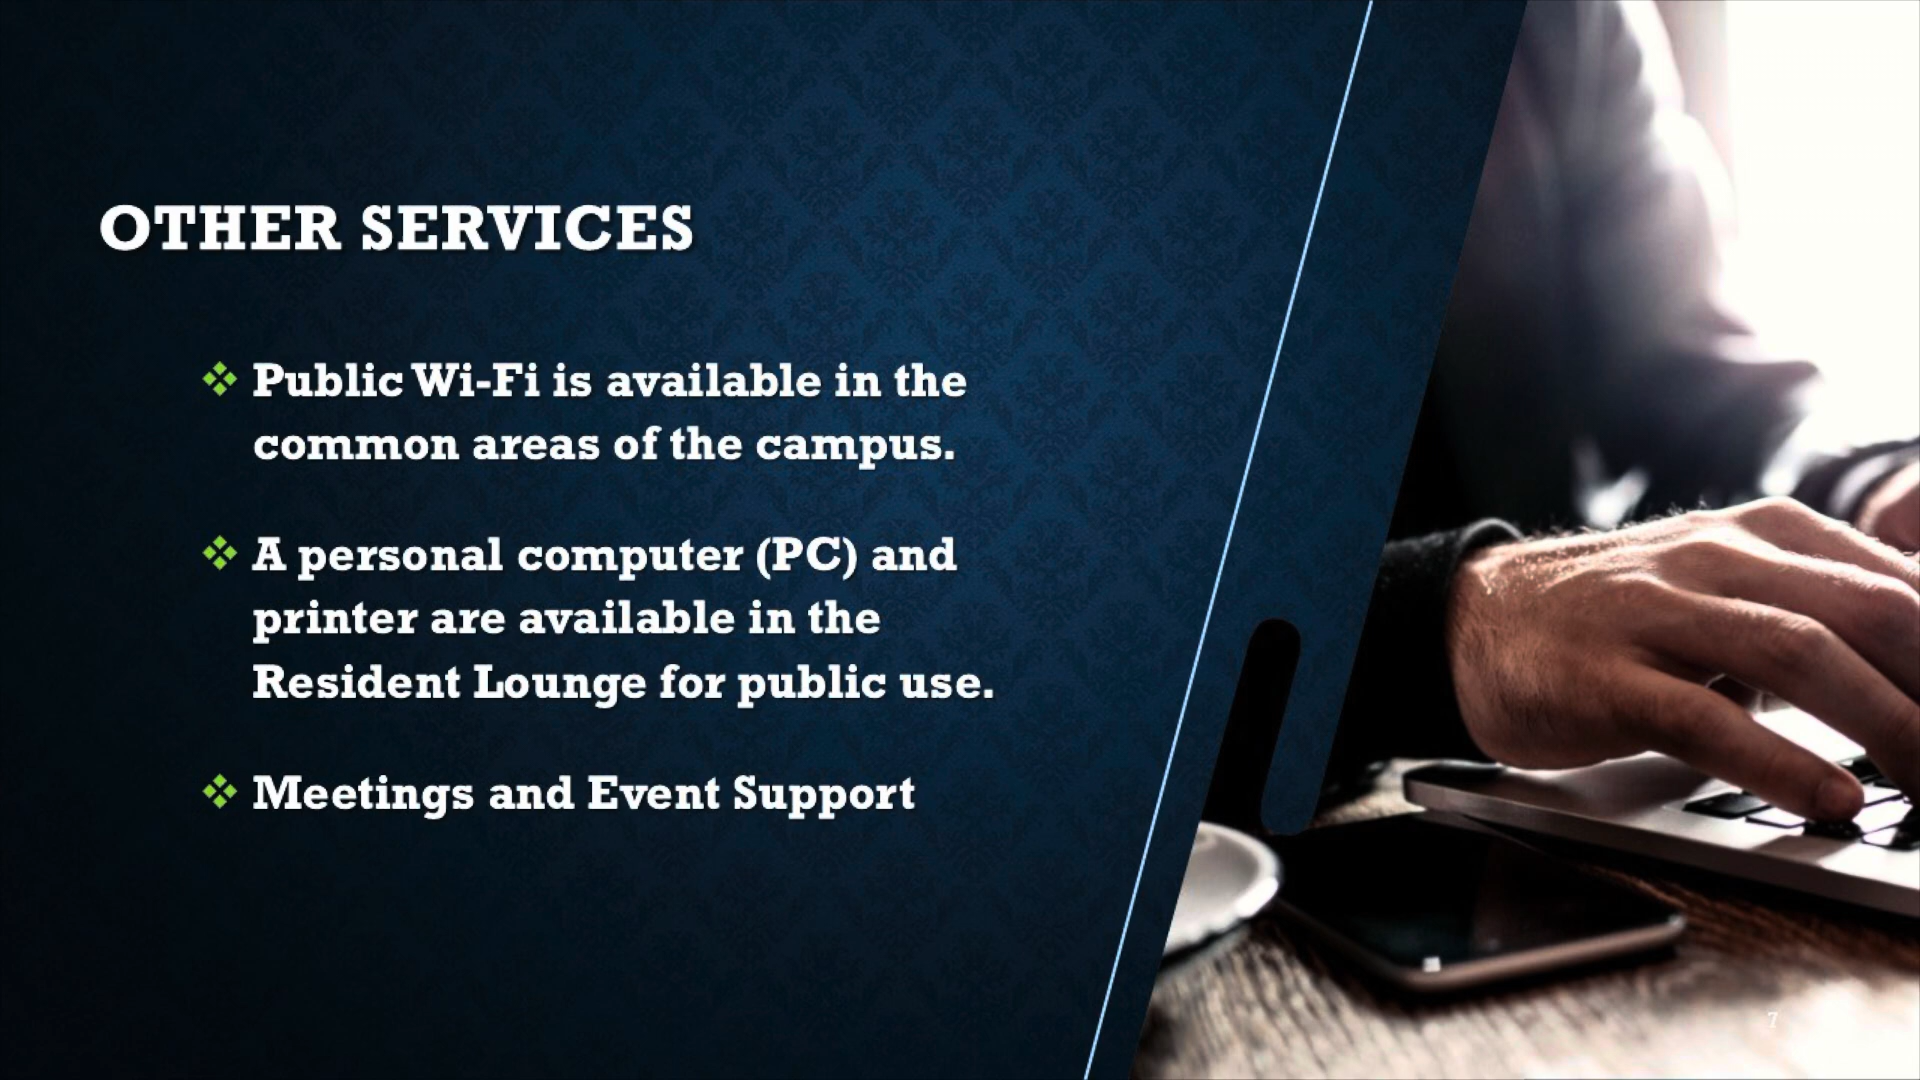 OTHER SERVICES
Public Wi-Fi is available in the
common areas of the campus.
A personal computer (PC) and
printer are available in the
Resident Lounge for public use.
Meetings and Event Support
7